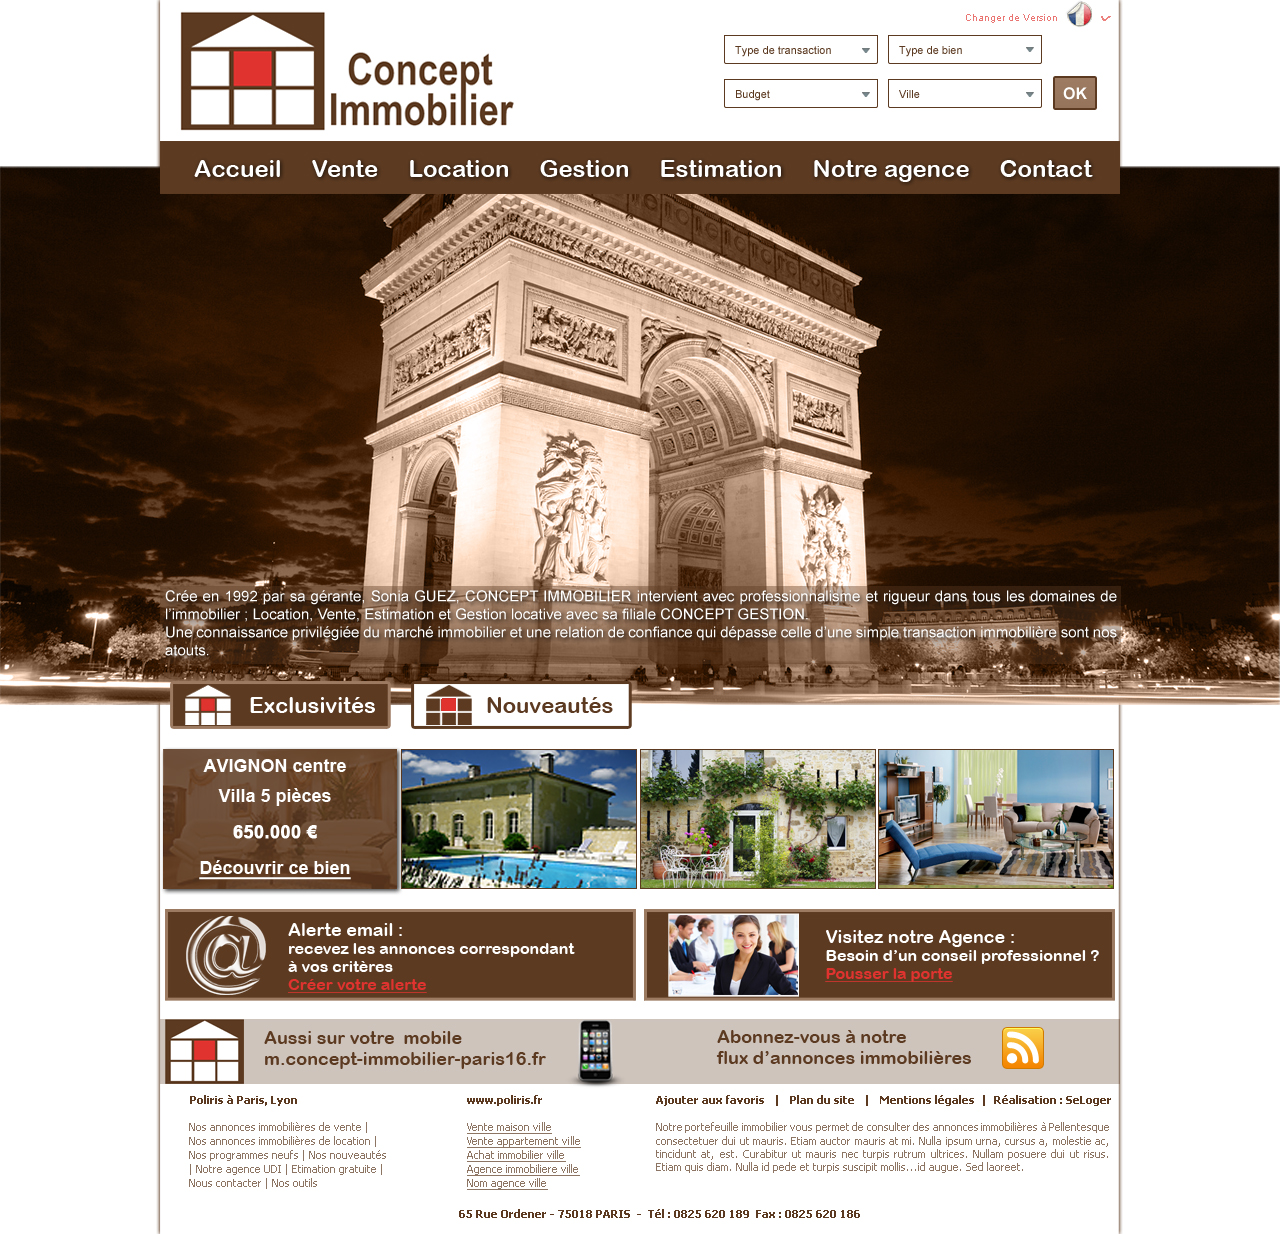 Changer de Version
Concept
Immobilier
Type de transaction
Type de bien
Budget
Ville
OK
Accueil Vente Location Gestion Estimation Notre agence Contact
Crée en 1992 par sa gérante, Sonia GUEZ, CONCEPT IMMOBILIER intervient avec professionnalisme et rigueur dans tous les domaines de
l'immobilier ; Location, Vente, Estimation et Gestion locative avec sa filiale CONCEPT GESTION.
Une connaissance privilégiée du marché immobilier et une relation de confiance qui dépasse celle d'une simple transaction immobilière sont nos
atouts.
Exclusivités
Nouveautés
AVIGNON centre
Villa 5 pièces
650.000 €
Découvrir ce bien
Alerte email :
recevez les annonces correspondant
à vos critères
Créer votre alerte
Visitez notre Agence :
Besoin d'un conseil professionnel ?
Pousser la porte
Aussi sur votre mobile
m.concept-immobilier-paris16.fr
Abonnez-vous à notre
flux d'annonces immobilières
Poliris à Paris, Lyon
Nos annonces immobilières de vente |
Nos annonces immobilières de location |
Nos programmes neufs | Nos nouveautés
| Notre agence UDI | Etimation gratuite |
Nous contacter | Nos outils
www.poliris.fr
Vente maison ville
Vente appartement ville
Achat immobilier ville
Agence immobiliere ville
Nom agence ville
Ajouter aux favoris | Plan du site | Mentions légales | Réalisation : SeLoger
Notre portefeuille immobilier vous permet de consulter des annonces immobilières à Pellentesque
consectetuer dui ut mauris. Etiam auctor mauris at mi. Nulla ipsum urna, cursus a, molestie ac,
tincidunt at, est. Curabitur ut mauris nec turpis rutrum ultrices. Nullam posuere dui ut risus.
Etiam quis diam. Nulla id pede et turpis suscipit mollis...id augue. Sed laoreet.
65 Rue Ordener - 75018 PARIS - Tél : 0825 620 189 Fax : 0825 620 186